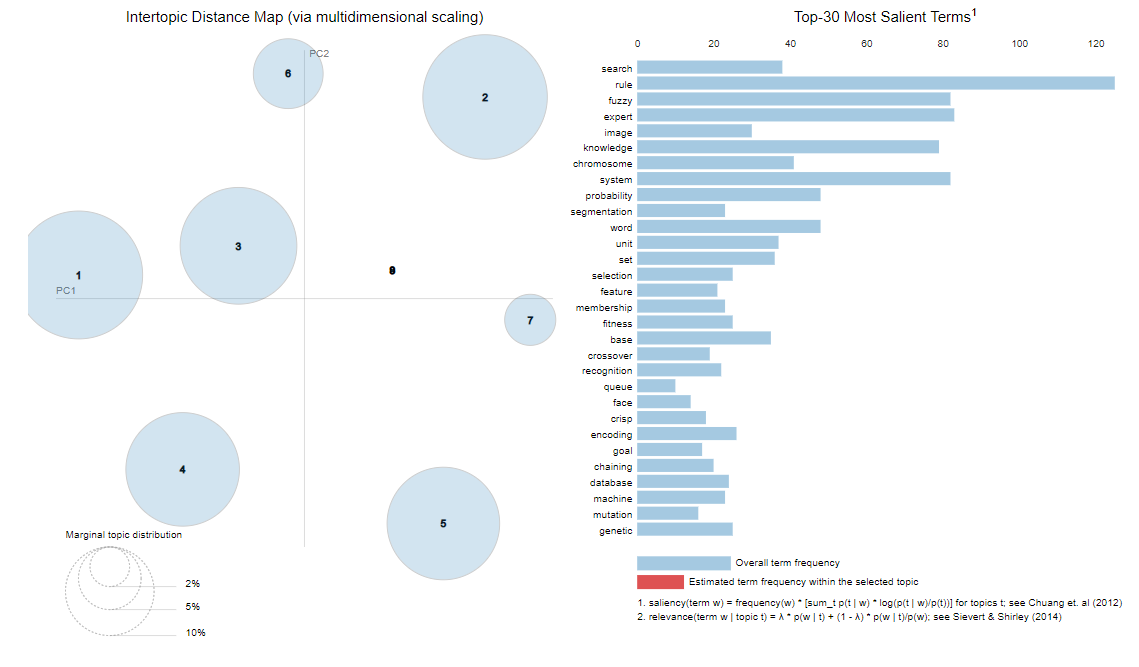 Intertopic Distance Map (via multidimensional scaling)
PC2
6
2
3
1
PC1
7
4
5
Marginal topic distribution
2%
5%
10%
Top-30 Most Salient Terms1
0 20 40 60 80 100 120
search
rule
fuzzy
expert
image
knowledge
chromosome
system
probability
segmentation
word
unit
set
selection
feature
membership
fitness
base
crossover
recognition
queue
face
crisp
encoding
goal
chaining
database
machine
mutation
genetic
Overall term frequency
Estimated term frequency within the selected topic
1. saliency(term w) = frequency(w) * [sum_t p(t | w) * log(p(t | w)/p(t))] for topics t; see Chuang et. al (2012)
2. relevance(term w | topic t) = λ * p(w | t) + (1 - λ) * p(w | t)/p(w); see Sievert & Shirley (2014)